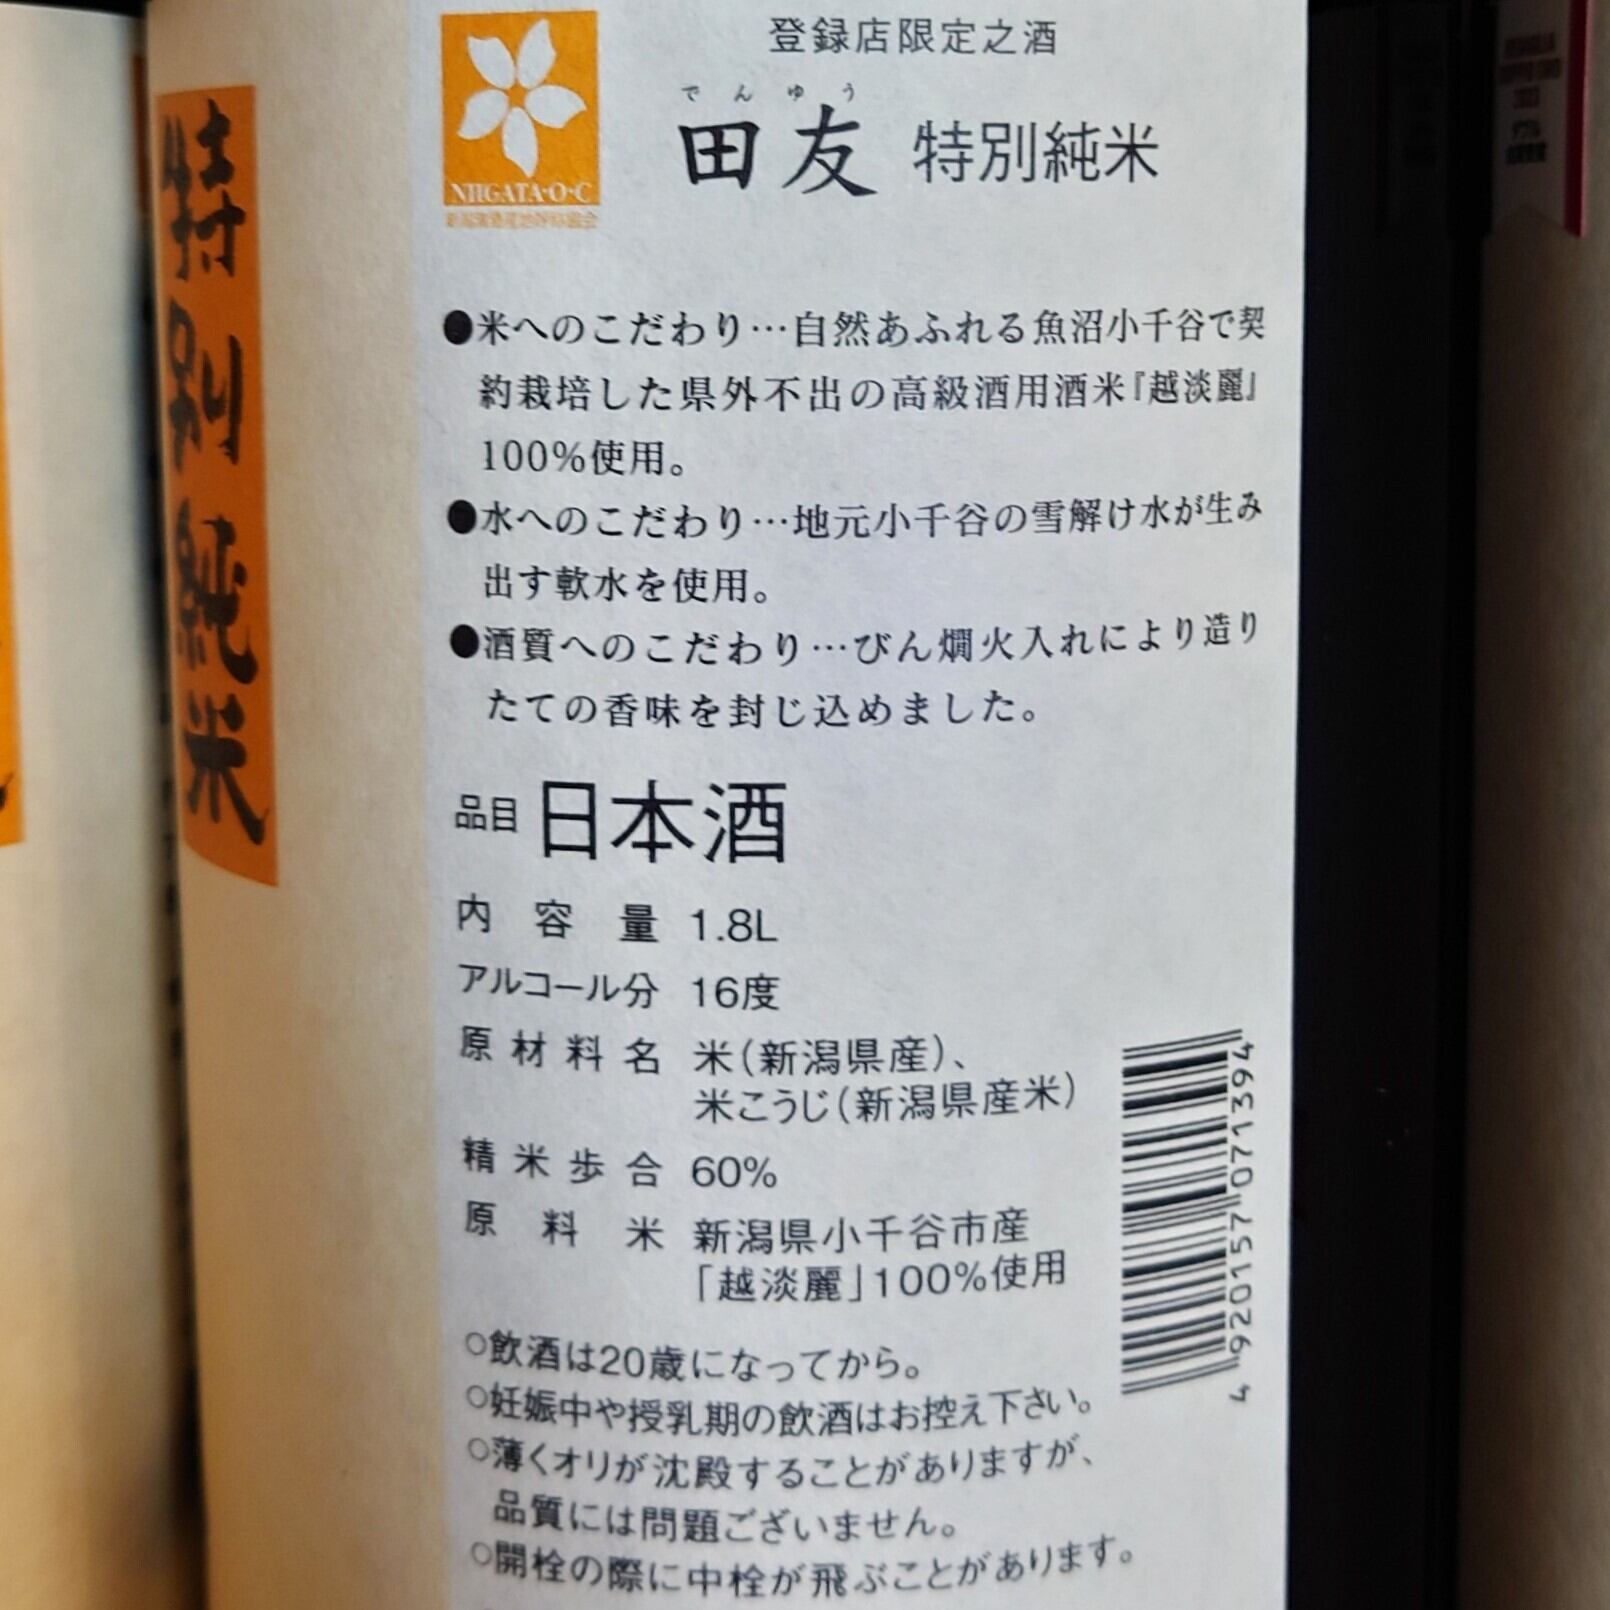 特別純米
NIIGATA・O・C
登録店限定之酒
でんゆう
田友 特別純米
●米へのこだわり…自然あふれる魚沼小千谷で契
約栽培した県外不出の高級酒用酒米『越淡麗』
100%使用。
●水へのこだわり…地元小千谷の雪解け水が生み
出す軟水を使用。
●酒質へのこだわり…びん燗火入れにより造り
たての香味を封じ込めました。
品目 日本酒
内容量 1.8L
アルコール分 16度
原材料名 米(新潟県産)、
米こうじ(新潟県産米)
精米歩合 60%
原料米 新潟県小千谷市産
「越淡麗」100%使用
○飲酒は20歳になってから。
○妊娠中や授乳期の飲酒はお控え下さい。
○薄くオリが沈殿することがありますが、
品質には問題ございません。
○開栓の際に中栓が飛ぶことがあります。
4931707510264